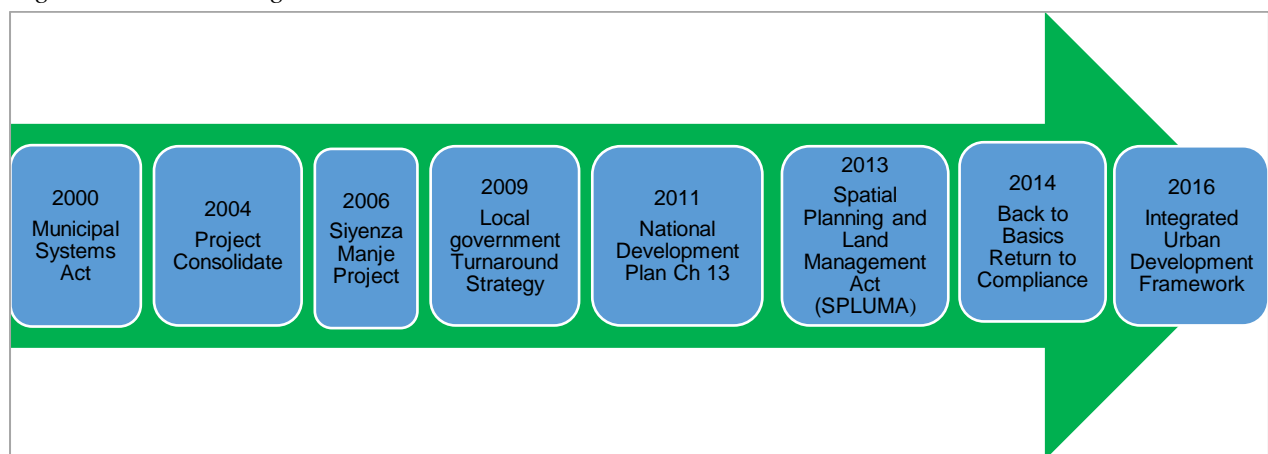 2000
Municipal
Systems
Act
2004
Project
Consolidate
2006
Siyenza
Manje
Project
2009
Local
government
Turnaround
Strategy
2011
National
Development
Plan Ch 13
2013
Spatial
Planning and
Land
Management
Act
(SPLUMA)
2014
Back to
Basics
Return to
Compliance
2016
Integrated
Urban
Development
Framework